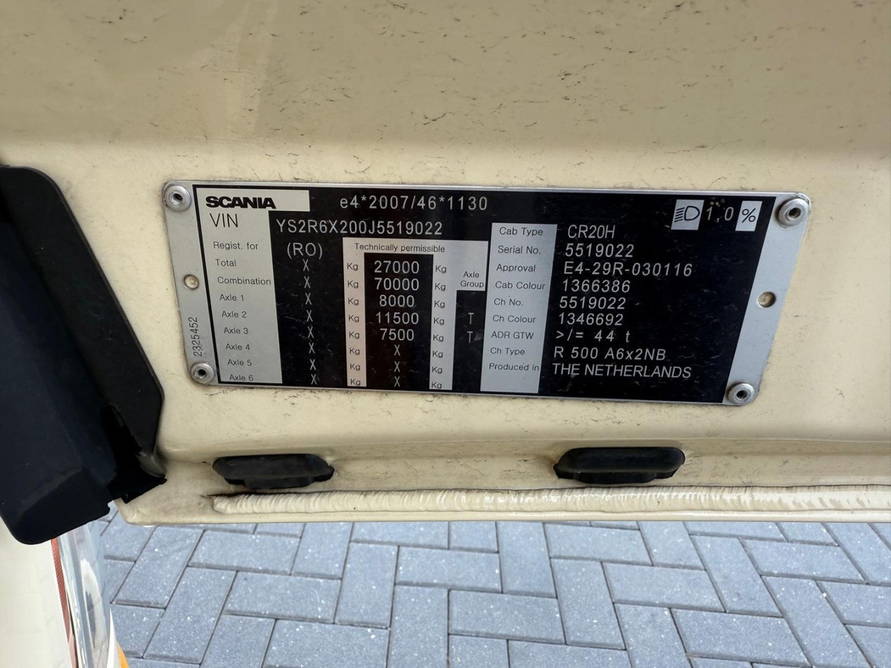 SCANIA e4*2007/46*1130 1,0%
VIN YS2R6X200J5519022
Regist. for (RO) Technically permissible
Total X Kg 27000 Kg Axle Group
Combination X Kg 70000 Kg
Axle 1 X Kg 8000 Kg
Axle 2 X Kg 11500 Kg T
Axle 3 X Kg 7500 Kg T
Axle 4 X Kg X Kg
Axle 5 X Kg X Kg
Axle 6 X Kg X Kg
2325452
Cab Type CR20H
Serial No. 5519022
Approval E4-29R-030116
Cab Colour 1366386
Ch No. 5519022
Ch Colour 1346692
ADR GTW >/= 44 t
Ch Type R 500 A6x2NB
Produced in THE NETHERLANDS